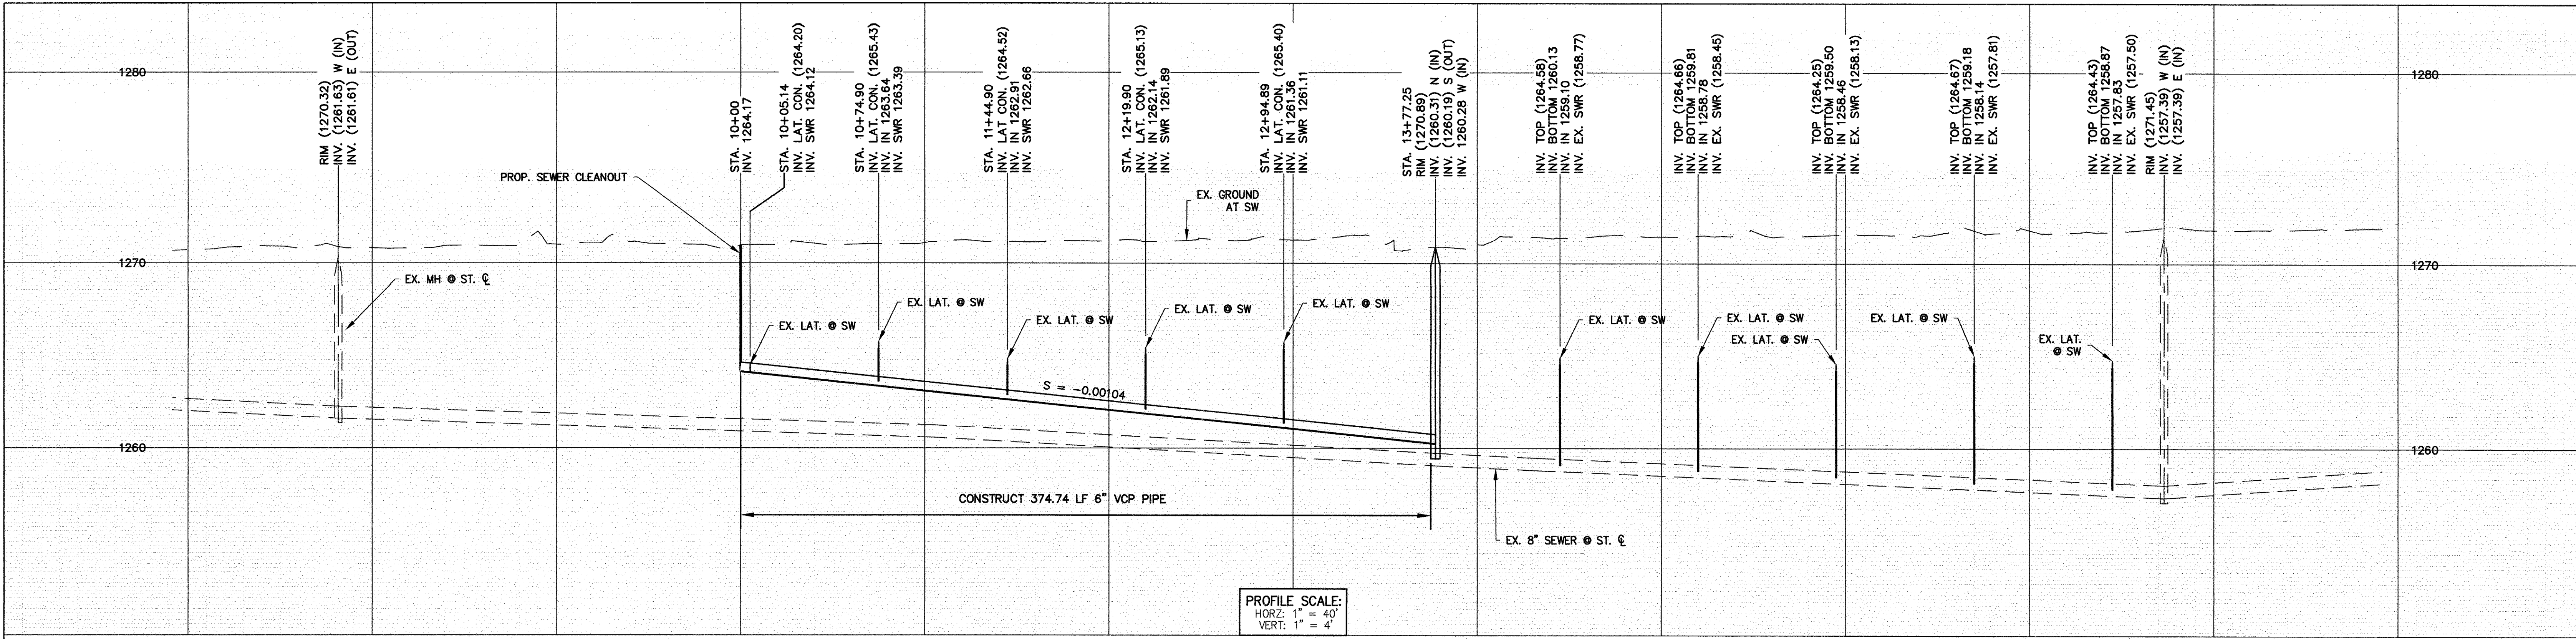 1280
RIM (1270.32)
INV. (1261.63) W (IN)
INV. (1261.61) E (OUT)
STA. 10+00
INV. 1264.17
STA. 10+05.14
INV. LAT. CON. (1264.20)
INV. SWR 1264.12
STA. 10+74.90
INV. LAT CON. (1265.43)
INV. IN 1263.64
INV. SWR 1263.39
STA. 11+44.90
INV. LAT CON. (1264.52)
INV. IN 1262.91
INV. SWR 1262.66
STA. 12+19.90
INV. LAT CON. (1265.13)
INV. IN 1262.14
INV. SWR 1261.89
STA. 12+94.89
INV. LAT CON. (1265.40)
INV. IN 1261.36
INV. SWR 1261.11
STA. 13+77.25
RIM (1270.89)
INV. (1260.31) N (IN)
INV. (1260.19) S (OUT)
INV. 1260.28 W (IN)
INV. TOP (1264.58)
INV. BOTTOM 1260.13
INV. IN 1259.10
INV. EX. SWR (1258.77)
INV. TOP (1264.66)
INV. BOTTOM 1259.81
INV. IN 1258.78
INV. EX. SWR (1258.45)
INV. TOP (1264.25)
INV. BOTTOM 1259.50
INV. IN 1258.46
INV. EX. SWR (1258.13)
INV. TOP (1264.67)
INV. BOTTOM 1259.18
INV. IN 1258.14
INV. EX. SWR (1257.81)
INV. TOP (1264.43)
INV. BOTTOM 1258.87
INV. IN 1257.83
INV. EX. SWR (1257.50)
RIM (1271.45)
INV. (1257.39) W (IN)
INV. (1257.39) E (IN)
1280
PROP. SEWER CLEANOUT
EX. GROUND
AT SW
1270
EX. MH @ ST. ℄
1270
EX. LAT. @ SW
EX. LAT. @ SW
EX. LAT. @ SW
EX. LAT. @ SW
EX. LAT. @ SW
EX. LAT. @ SW
EX. LAT. @ SW
EX. LAT. @ SW
EX. LAT. @ SW
EX. LAT.
@ SW
S = -0.00104
1260
1260
CONSTRUCT 374.74 LF 6" VCP PIPE
EX. 8" SEWER @ ST. ℄
PROFILE SCALE:
HORZ: 1" = 40'
VERT: 1" = 4'